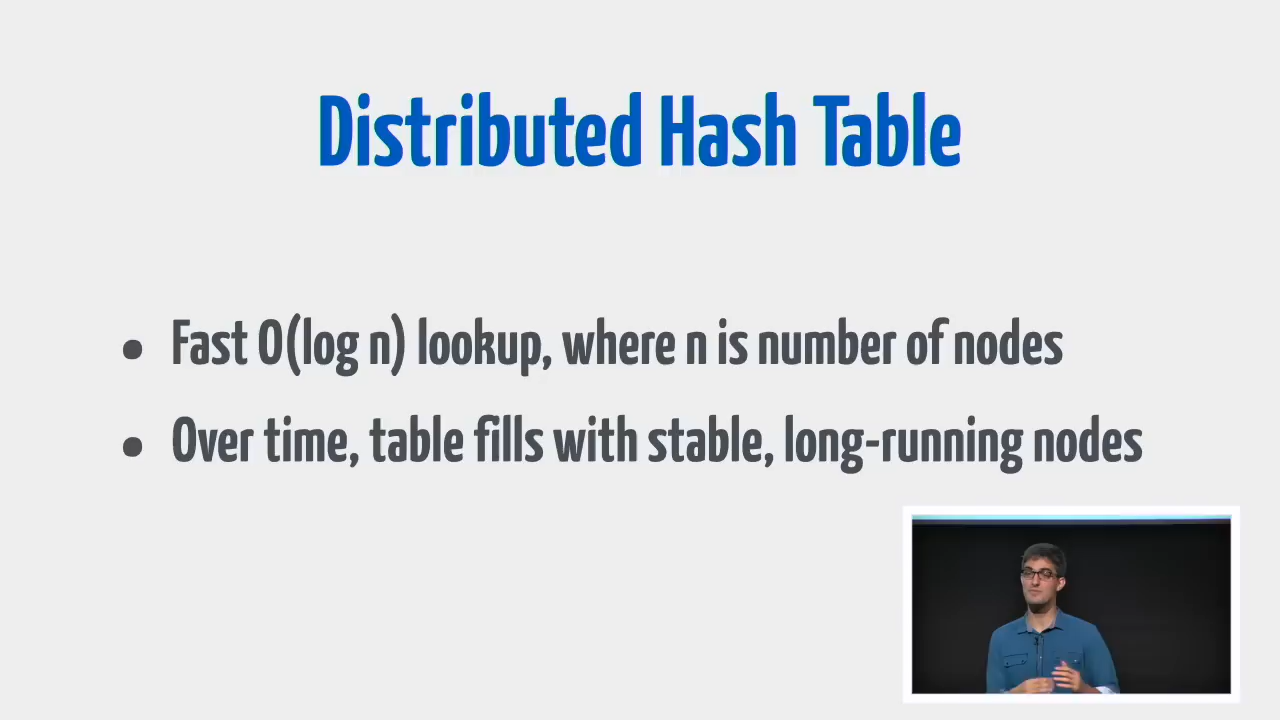 Distributed Hash Table
• Fast O(log n) lookup, where n is number of nodes
• Over time, table fills with stable, long-running nodes